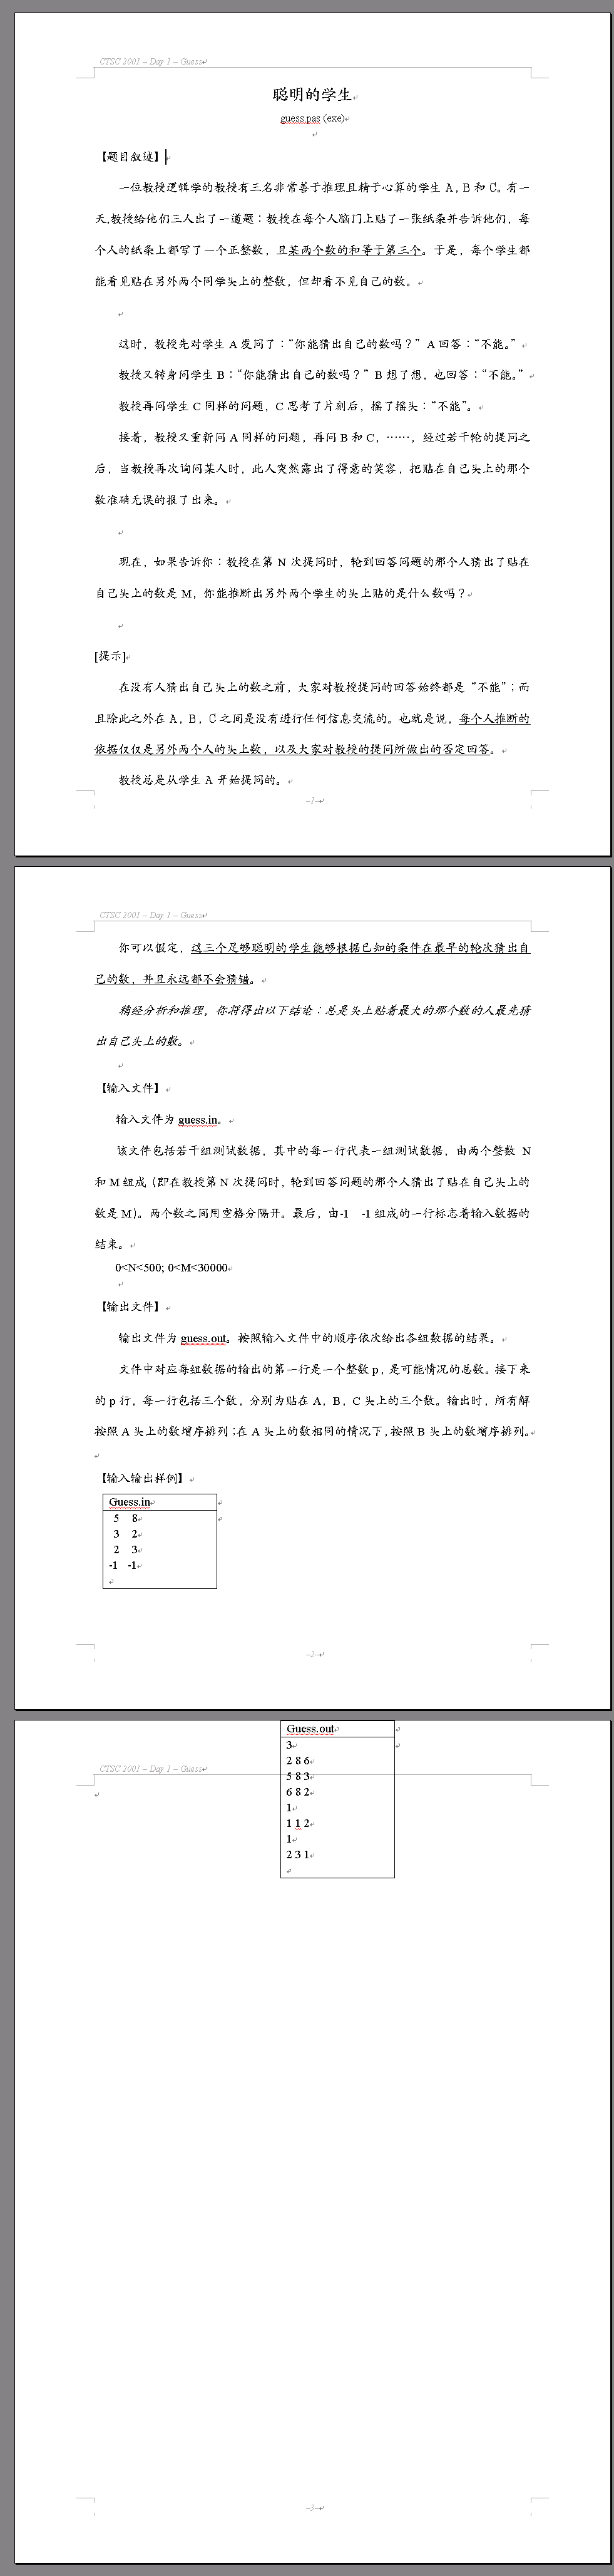 CTSC 2001 – Day 1 – Guess
聪明的学生
guess.pas (exe)
【题目叙述】
一位教授逻辑学的教授有三名非常善于推理且精于心算的学生 A, B 和 C。有一
天,教授给他们三人出了一道题：教授在每个人脑门上贴了一张纸条并告诉他们，每
个人的纸条上都写了一个正整数，且某两个数的和等于第三个。于是，每个学生都
能看见贴在另外两个同学头上的整数，但却看不见自己的数。
这时，教授先对学生 A 发问了：“你能猜出自己的数吗？” A 回答：“不能。”
教授又转身问学生 B：“你能猜出自己的数吗？” B 想了想，也回答：“不能。”
教授再问学生 C 同样的问题，C 思考了片刻后，摇了摇头：“不能”。
接着，教授又重新问 A 同样的问题，再问 B 和 C，……，经过若干轮的提问之
后，当教授再次询问某人时，此人突然露出了得意的笑容，把贴在自己头上的那个
数准确无误的报了出来。
现在，如果告诉你：教授在第 N 次提问时，轮到回答问题的那个人猜出了贴在
自己头上的数是 M，你能推断出另外两个学生的头上贴的是什么数吗？
[提示]
在没有人猜出自己头上的数之前，大家对教授提问的回答始终都是“不能”；而
且除此之外在 A，B，C 之间是没有进行任何信息交流的。也就是说，每个人推断的
依据仅仅是另外两个人的头上数，以及大家对教授的提问所做出的否定回答。
教授总是从学生 A 开始提问的。
–1–
CTSC 2001 – Day 1 – Guess
你可以假定，这三个足够聪明的学生能够根据已知的条件在最早的轮次猜出自
己的数，并且永远都不会猜错。
稍经分析和推理，你将得出以下结论：总是头上贴着最大的那个数的人最先猜
出自己头上的数。
【输入文件】
输入文件为 guess.in。
该文件包括若干组测试数据，其中的每一行代表一组测试数据，由两个整数 N
和 M 组成（即在教授第 N 次提问时，轮到回答问题的那个人猜出了贴在自己头上的
数是 M）。两个数之间用空格分隔开。最后，由-1 -1 组成的一行标志着输入数据的
结束。
0<N<500; 0<M<30000
【输出文件】
输出文件为 guess.out。按照输入文件中的顺序依次给出各组数据的结果。
文件中对应每组数据的输出的第一行是一个整数 p，是可能情况的总数。接下来
的 p 行，每一行包括三个数，分别为贴在 A，B，C 头上的三个数。输出时，所有解
按照 A 头上的数增序排列；在 A 头上的数相同的情况下，按照 B 头上的数增序排列。
【输入输出样例】
Guess.in
5 8
3 2
2 3
-1 -1
–2–
Guess.out
3
2 8 6
CTSC 2001 – Day 1 – Guess
5 8 3
6 8 2
1
1 1 2
1
2 3 1
–3–